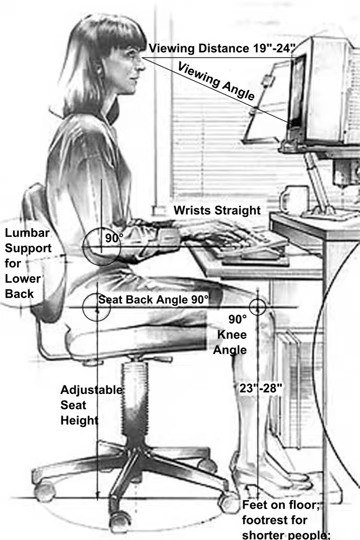 Viewing Distance 19"-24"
Viewing Angle
Wrists Straight
Lumbar
Support
for
Lower
Back
90°
Seat Back Angle 90°
90°
Knee
Angle
Adjustable
Seat
Height
23"-28"
Feet on floor;
footrest for
shorter people: